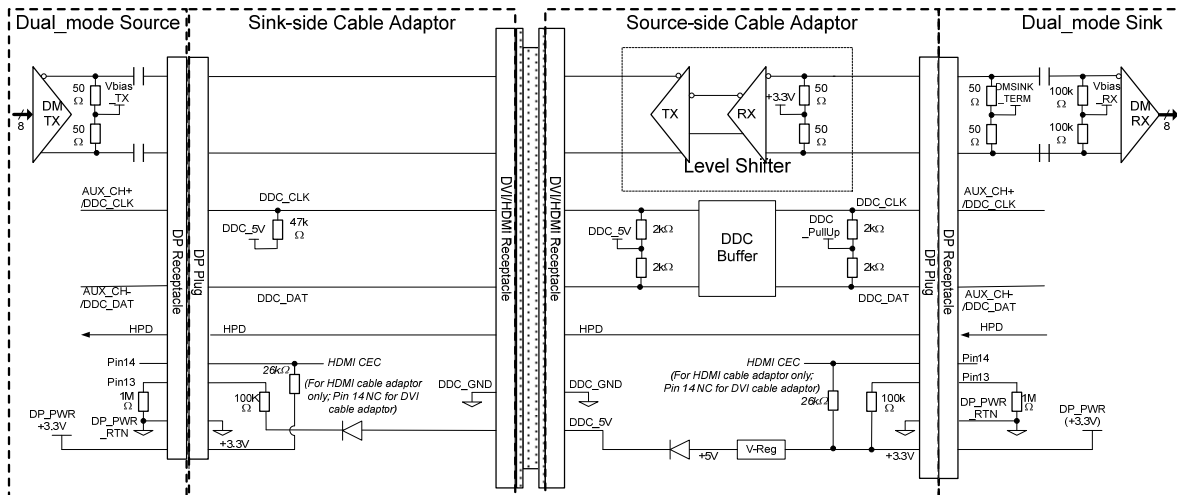 Dual_mode Source
Sink-side Cable Adaptor
Source-side Cable Adaptor
Dual_mode Sink
8
DM
TX
50
Ω
50
Ω
Vbias
_TX
AUX_CH+
/DDC_CLK
AUX_CH-
/DDC_DAT
HPD
Pin14
Pin13
1M
Ω
DP_PWR
_RTN
DP_PWR
+3.3V
DP Receptacle
DP Plug
DDC_CLK
DDC_5V
47k
Ω
DDC_DAT
HPD
HDMI CEC
26kΩ
(For HDMI cable adaptor
only; Pin 14 NC for DVI
cable adaptor)
100K
Ω
+3.3V
DDC_GND
DVI/HDMI Receptacle
DVI/HDMI Receptacle
TX
RX
+3.3V
50
Ω
50
Ω
Level Shifter
DDC_5V
2kΩ
2kΩ
DDC
Buffer
DDC_CLK
DDC
_PullUp
2kΩ
2kΩ
DDC_DAT
HPD
HDMI CEC
(For HDMI cable adaptor only;
Pin 14 NC for DVI cable adaptor)
26kΩ
100k
Ω
DDC_GND
DDC_5V
+5V
V-Reg
+3.3V
DP Plug
DP Receptacle
50
Ω
50
Ω
DMSINK
_TERM
100k
Ω
100k
Ω
Vbias
_RX
DM
RX
8
AUX_CH+
/DDC_CLK
AUX_CH-
/DDC_DAT
HPD
Pin14
Pin13
DP_PWR
_RTN
1M
Ω
DP_PWR
(+3.3V)